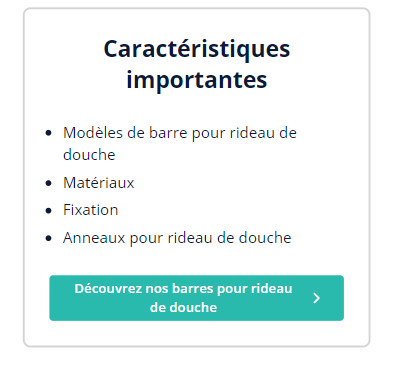 Caractéristiques
importantes
Modèles de barre pour rideau de
douche
Matériaux
Fixation
Anneaux pour rideau de douche
Découvrez nos barres pour rideau
de douche